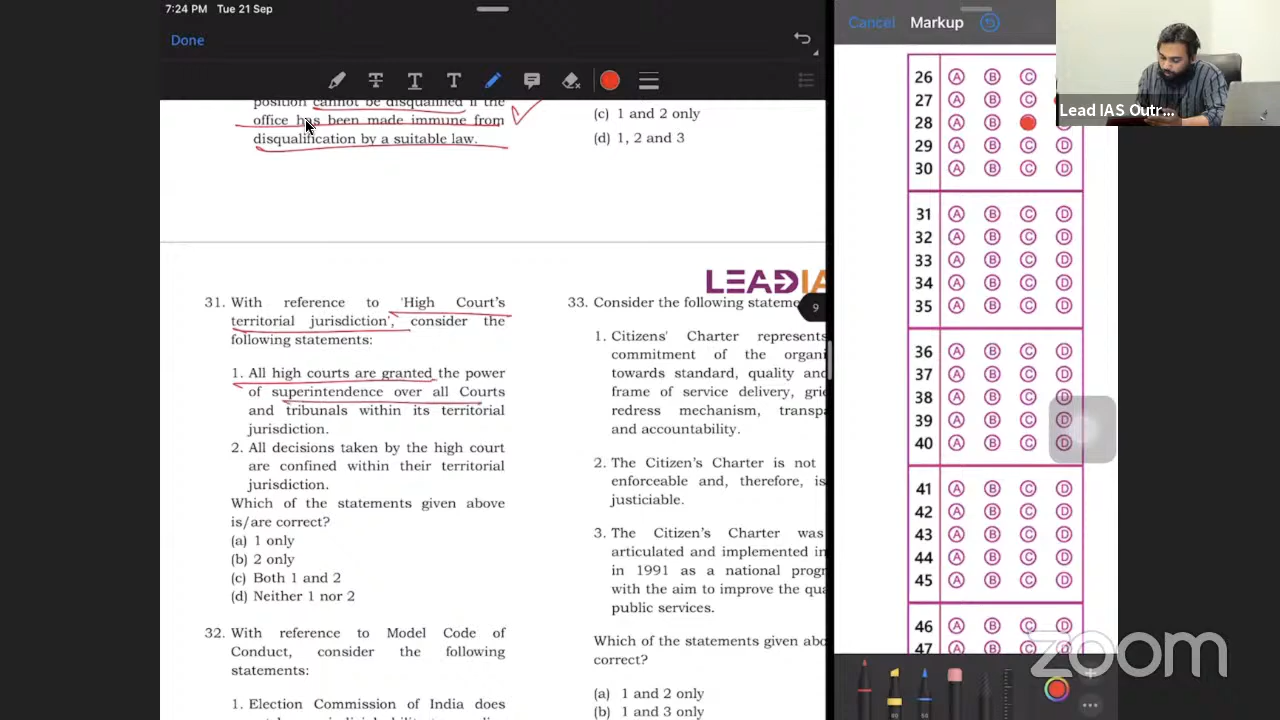 7:24 PM Tue 21 Sep
Done
position cannot be disqualified if the
office has been made immune from
disqualification by a suitable law.
(c) 1 and 2 only
(d) 1, 2 and 3
LEADIA
9
31. With reference to 'High Court's
territorial jurisdiction', consider the
following statements:
1. All high courts are granted the power
of superintendence over all Courts
and tribunals within its territorial
jurisdiction.
2. All decisions taken by the high court
are confined within their territorial
jurisdiction.
Which of the statements given above
is/are correct?
(a) 1 only
(b) 2 only
(c) Both 1 and 2
(d) Neither 1 nor 2
32. With reference to Model Code of
Conduct, consider the following
statements:
1. Election Commission of India does
33. Consider the following stateme
1. Citizens' Charter represents
commitment of the organi
towards standard, quality and
frame of service delivery, grie
redress mechanism, transpa
and accountability.
2. The Citizen's Charter is not
enforceable and, therefore, is
justiciable.
3. The Citizen's Charter was
articulated and implemented in
in 1991 as a national progr
with the aim to improve the qua
public services.
Which of the statements given abo
correct?
(a) 1 and 2 only
(b) 1 and 3 only
Cancel Markup
26 A B C
27 A B C
28 A B
29 A B C D
30 A B C D
31 A B C D
32 A B C D
33 A B C D
34 A B C D
35 A B C D
36 A B C D
37 A B C D
38 A B C D
39 A B C D
40 A B C D
41 A B C D
42 A B C D
43 A B C D
44 A B C D
45 A B C D
46 A B C D
47 A B C D
Lead IAS Outr...
zoom